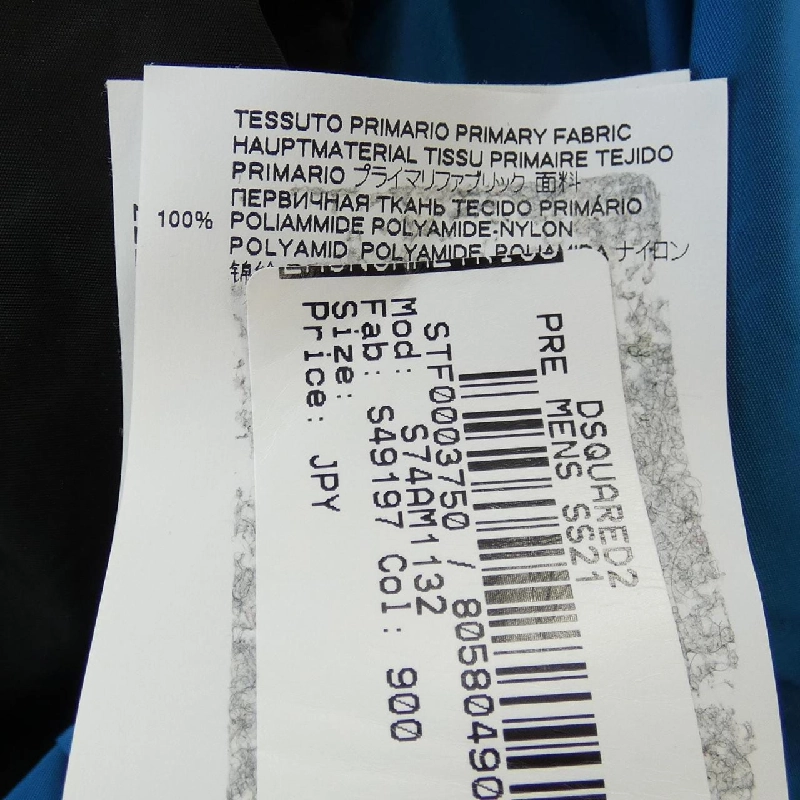 TESSUTO PRIMARIO PRIMARY FABRIC
HAUPTMATERIAL TISSU PRIMAIRE TEJIDO
PRIMARIO プライマリファブリック 面料
ПЕРВИЧНАЯ ТКАНЬ TECIDO PRIMÁRIO
100% POLIAMMIDE POLYAMIDE-NYLON
POLYAMID POLYAMIDE POLIAMIDA ナイロン
DSQUARED2
PRE MENS SS21
STF0003750 / 80580490
Mod: S74AM1132
Fab: S49197 Col: 900
Size:
Price: JPY